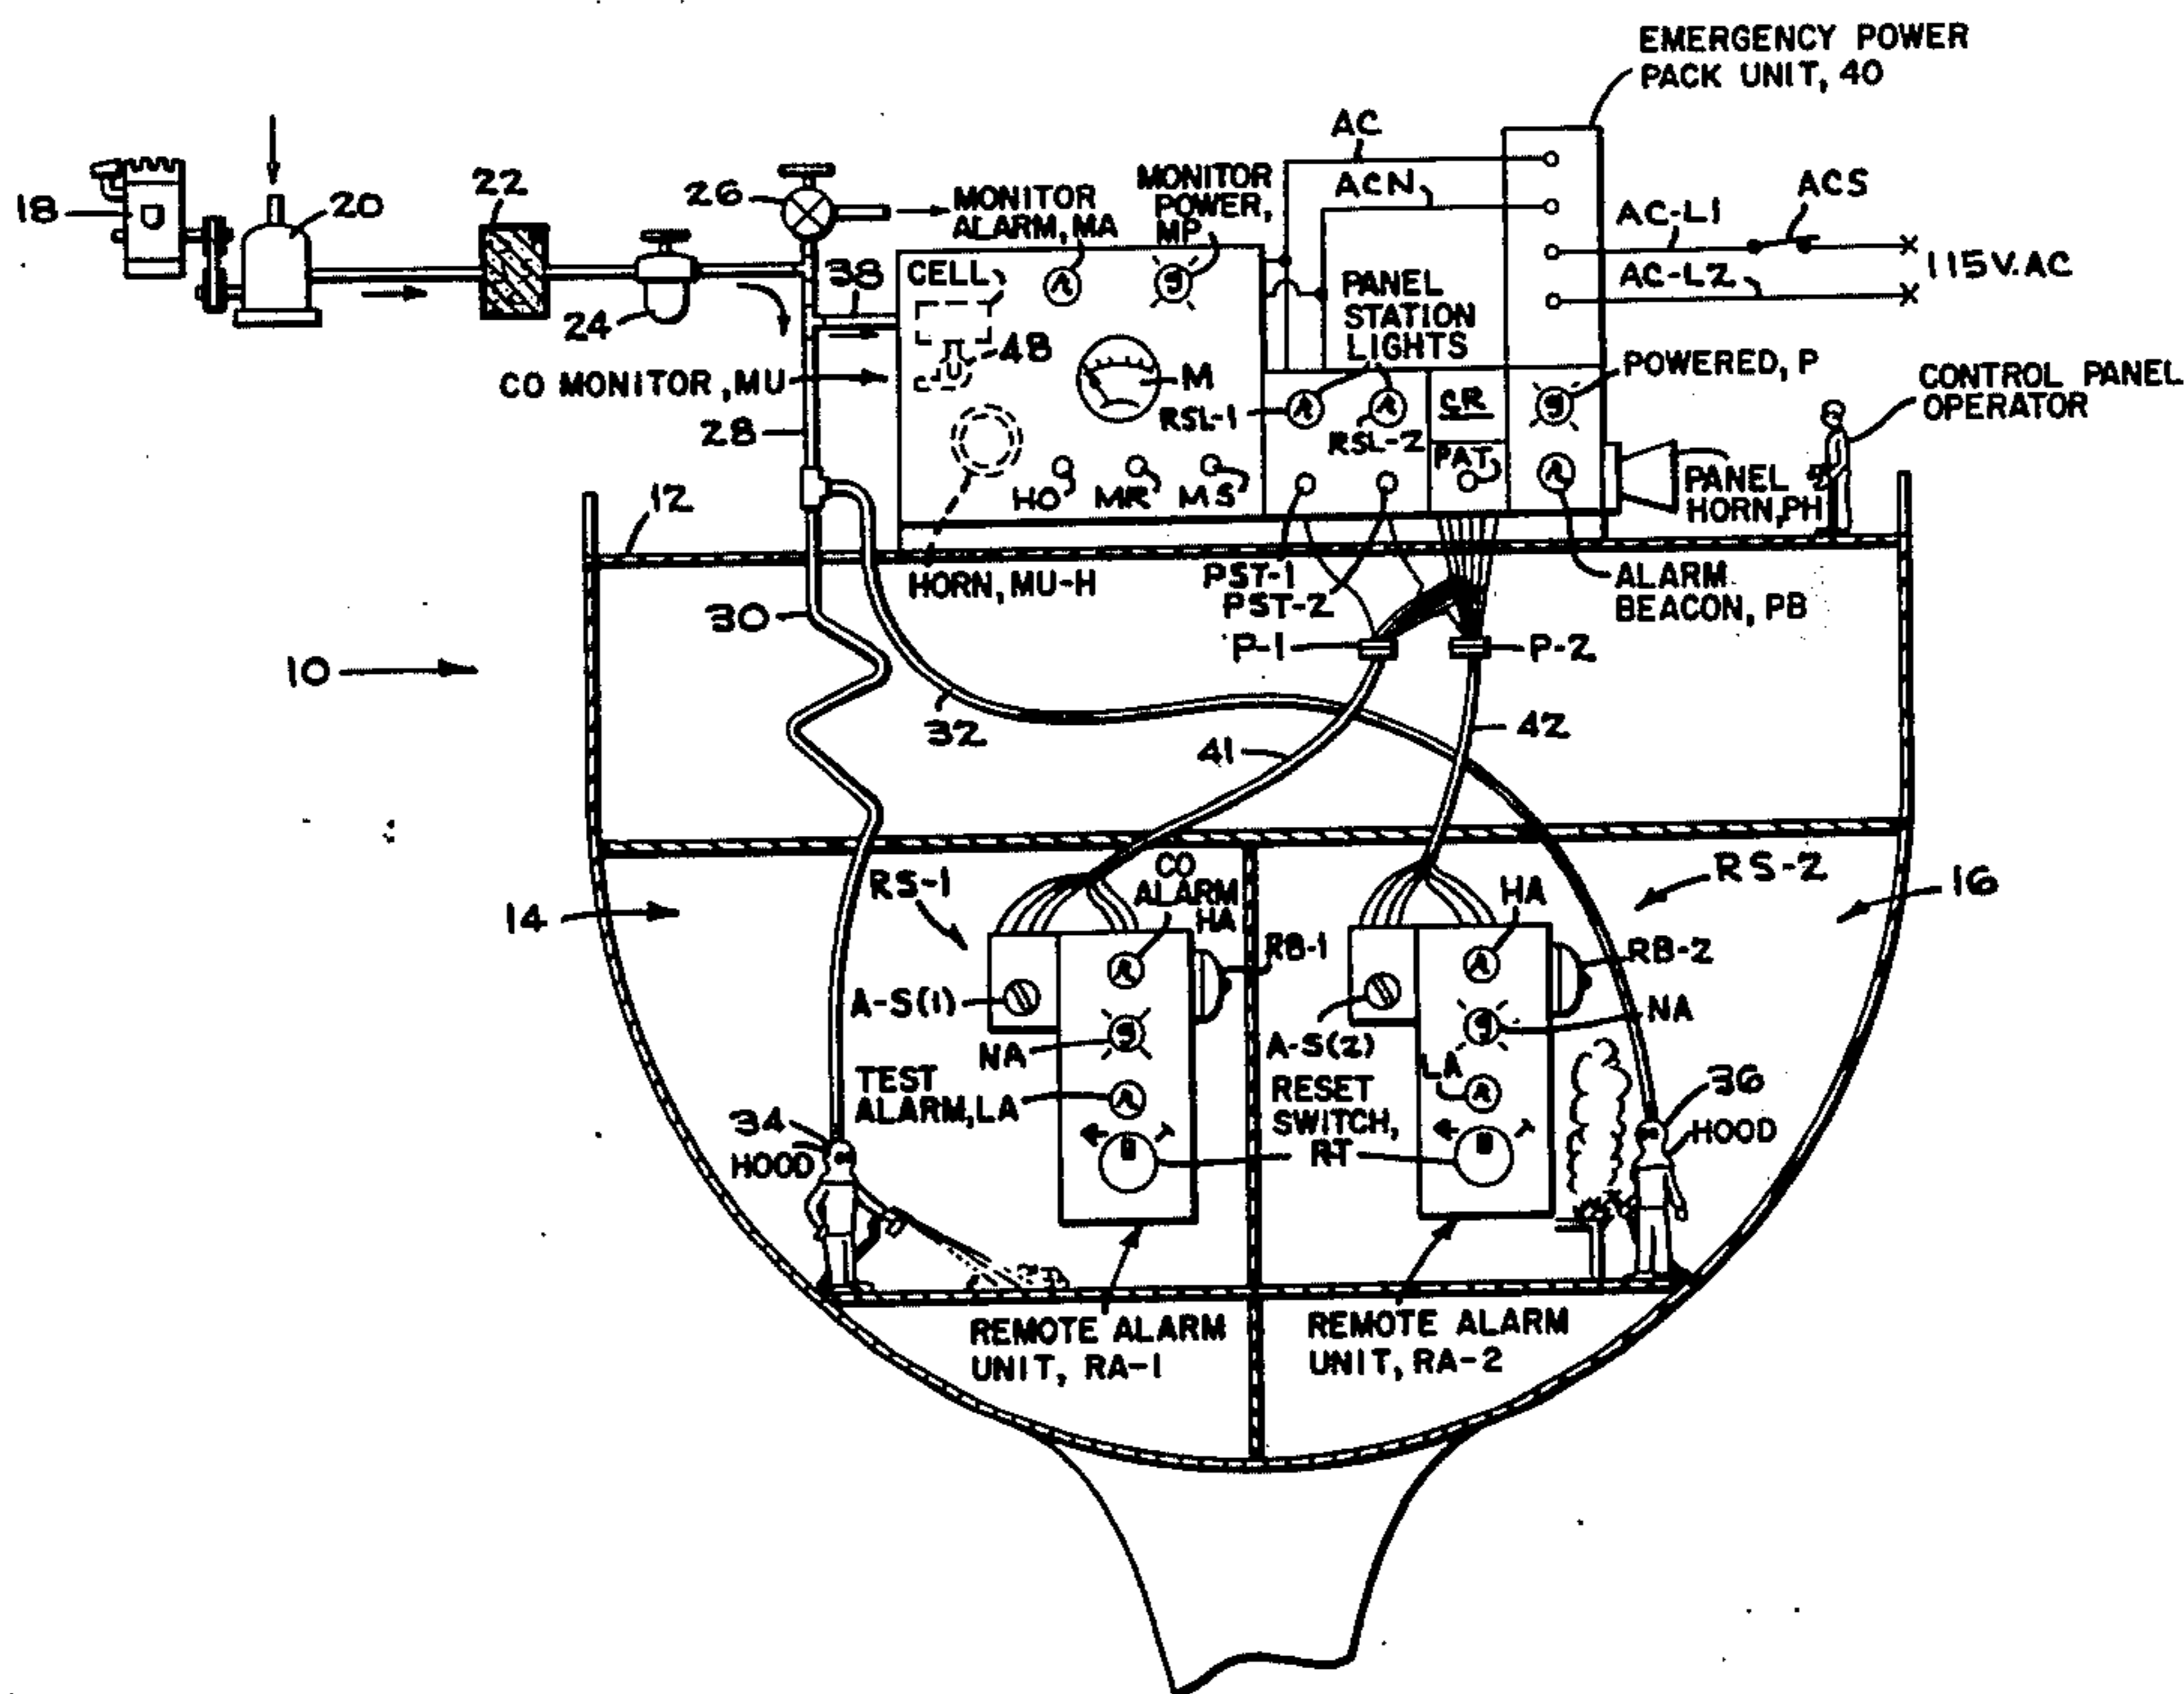 EMERGENCY POWER
PACK UNIT, 40
AC
ACN
AC-L1
ACS
AC-L2
115V.AC
18
20
22
24
26
MONITOR
ALARM, MA
MONITOR
POWER,
MP
38
CELL
48
CO MONITOR, MU
M
28
PANEL
STATION
LIGHTS
RSL-1
RSL-2
CR
PAT
POWERED, P
CONTROL PANEL
OPERATOR
HO
MR
MS
PANEL
HORN, PH
12
HORN, MU-H
PST-1
PST-2
ALARM
BEACON, PB
30
P-1
P-2
10
32
41
42
14
RS-1
CO
ALARM
HA
RB-1
HA
RS-2
16
RB-2
A-S(1)
NA
A-S(2)
NA
TEST
ALARM, LA
LA
RESET
SWITCH,
RT
34
HOOD
36
HOOD
REMOTE ALARM
UNIT, RA-1
REMOTE ALARM
UNIT, RA-2